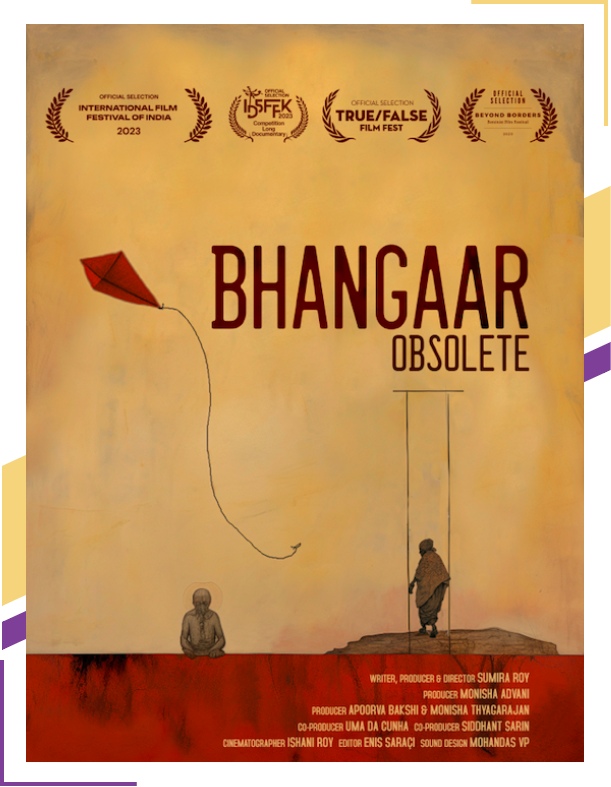 OFFICIAL SELECTION
INTERNATIONAL FILM
FESTIVAL OF INDIA
2023
OFFICIAL
SELECTION
IDSFFK
2023
Competition
Long
Documentary
OFFICIAL SELECTION
TRUE/FALSE
FILM FEST
OFFICIAL
SELECTION
BEYOND BORDERS
BHANGAAR
OBSOLETE
WRITER, PRODUCER & DIRECTOR SUMIRA ROY
PRODUCER MONISHA ADVANI
PRODUCER APOORVA BAKSHI & MONISHA THYAGARAJAN
CO-PRODUCER UMA DA CUNHA CO-PRODUCER SIDDHANT SARIN
CINEMATOGRAPHER ISHANI ROY EDITOR ENIS SARAÇI SOUND DESIGN MOHANDAS VP